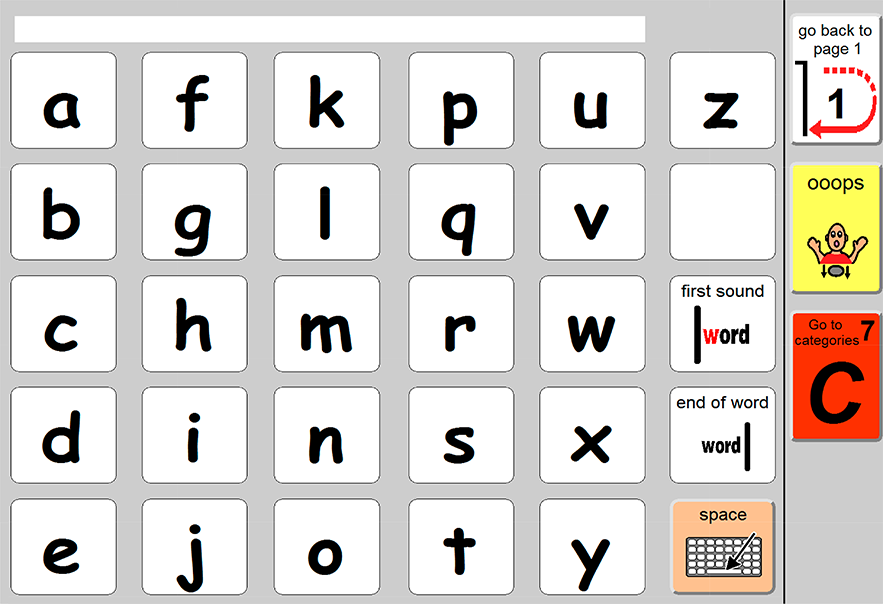 a f k p u z
go back to
page 1
1
b g l q v
ooops
c h m r w
first sound
word
Go to
categories 7
C
d i n s x
end of word
word
e j o t y
space